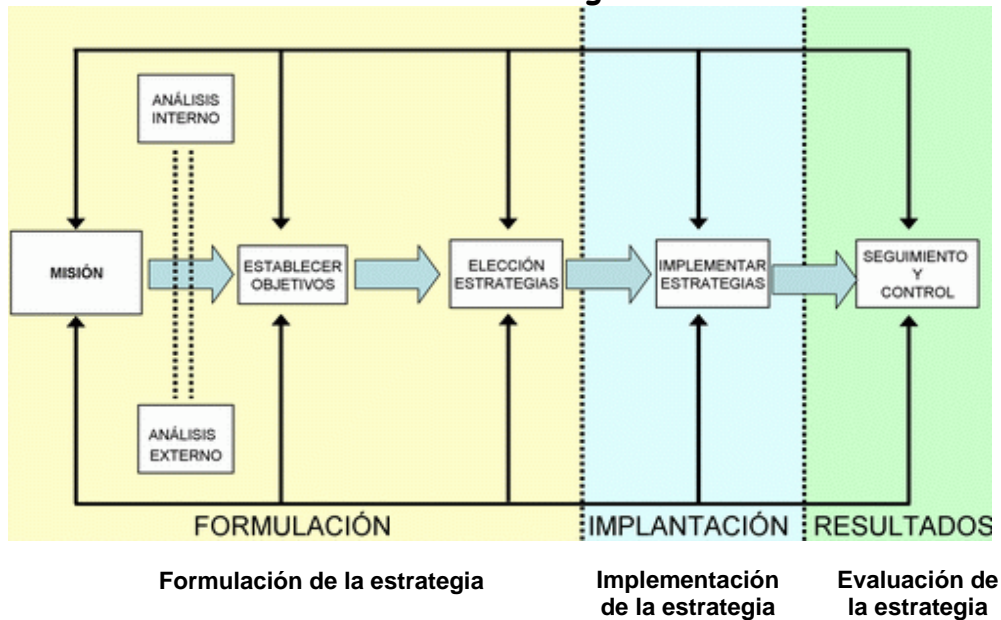 g
ANÁLISIS
INTERNO
MISIÓN
ESTABLECER
OBJETIVOS
ELECCIÓN
ESTRATEGIAS
IMPLEMENTAR
ESTRATEGIAS
SEGUIMIENTO
Y
CONTROL
ANÁLISIS
EXTERNO
FORMULACIÓN
IMPLANTACIÓN
RESULTADOS
Formulación de la estrategia
Implementación
de la estrategia
Evaluación de
la estrategia